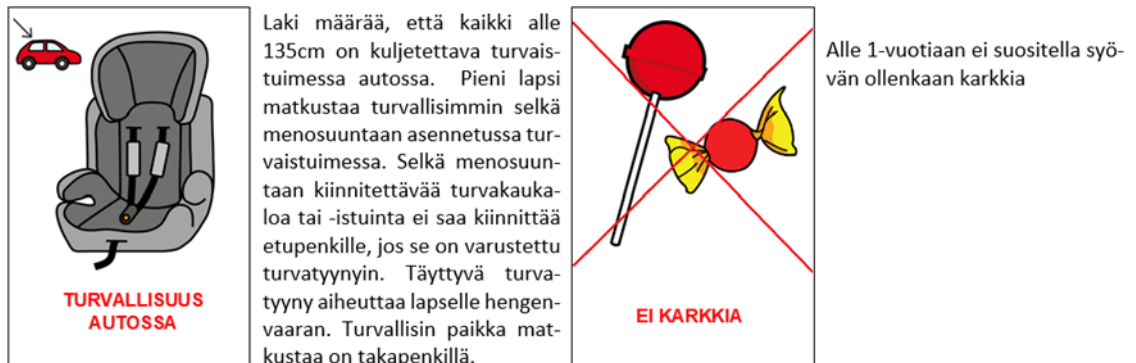 TURVALLISUUS
AUTOSSA
Laki määrää, että kaikki alle
135cm on kuljetettava turvais-
tuimessa autossa. Pieni lapsi
matkustaa turvallisimmin selkä
menosuuntaan asennetussa tur-
vaistuimessa. Selkä menosuun-
taan kiinnitettävää turvakauka-
loa tai -istuinta ei saa kiinnittää
etupenkille, jos se on varustettu
turvatyynyin. Täyttyvä turva-
tyyny aiheuttaa lapselle hengen-
vaaran. Turvallisin paikka mat-
kustaa on takapenkillä.
EI KARKKIA
Alle 1-vuotiaan ei suositella syö-
vän ollenkaan karkkia